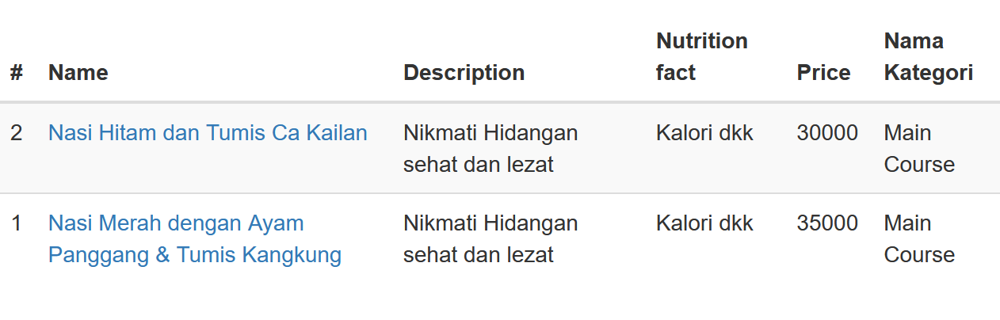 # Name Description Nutrition fact Price Nama Kategori
2 Nasi Hitam dan Tumis Ca Kailan Nikmati Hidangan sehat dan lezat Kalori dkk 30000 Main Course
1 Nasi Merah dengan Ayam Panggang & Tumis Kangkung Nikmati Hidangan sehat dan lezat Kalori dkk 35000 Main Course